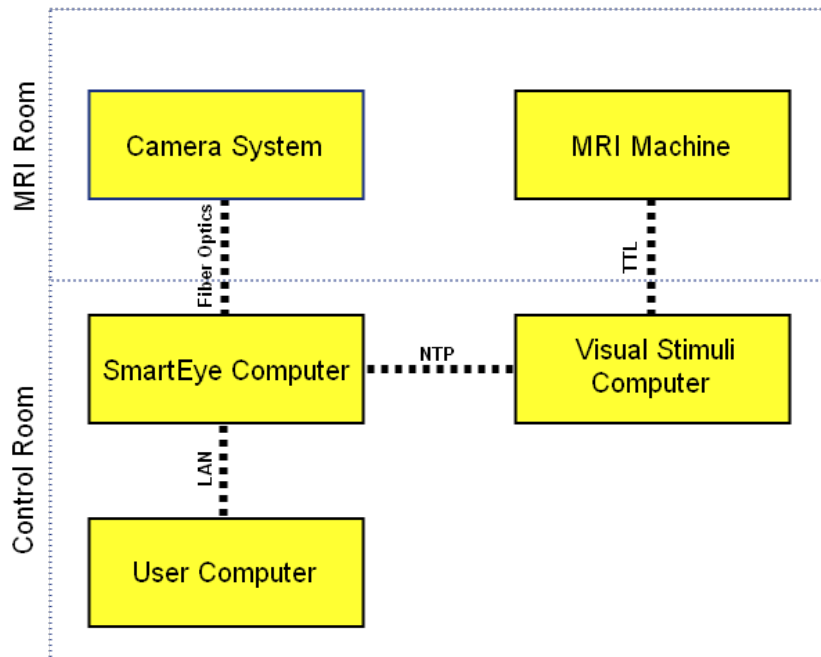 MRI Room
Camera System
MRI Machine
Fiber Optics
TTL
Control Room
SmartEye Computer
NTP
Visual Stimuli
Computer
LAN
User Computer